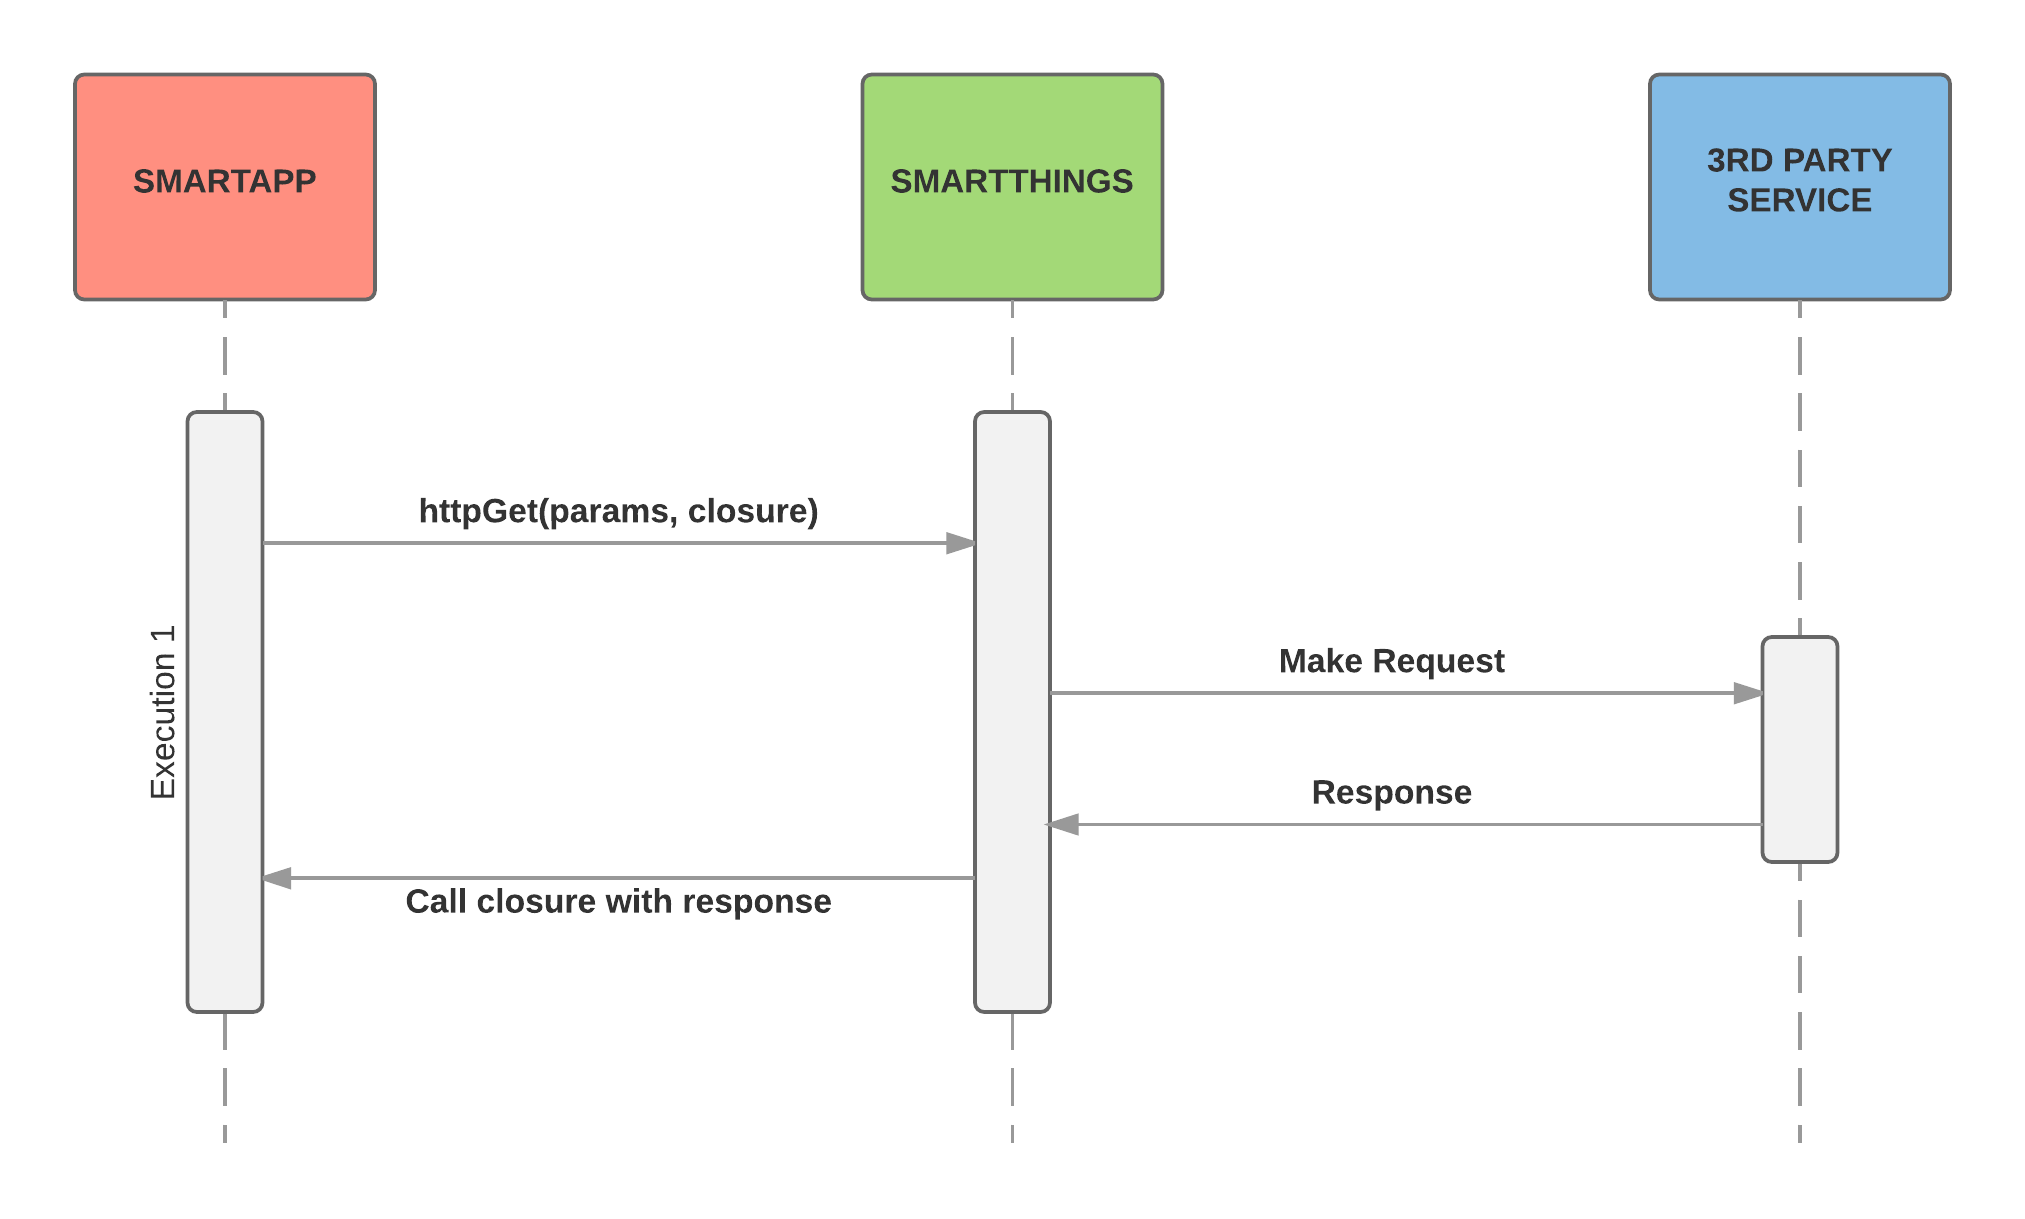 SMARTAPP
SMARTTHINGS
3RD PARTY
SERVICE
httpGet(params, closure)
Execution 1
Make Request
Response
Call closure with response